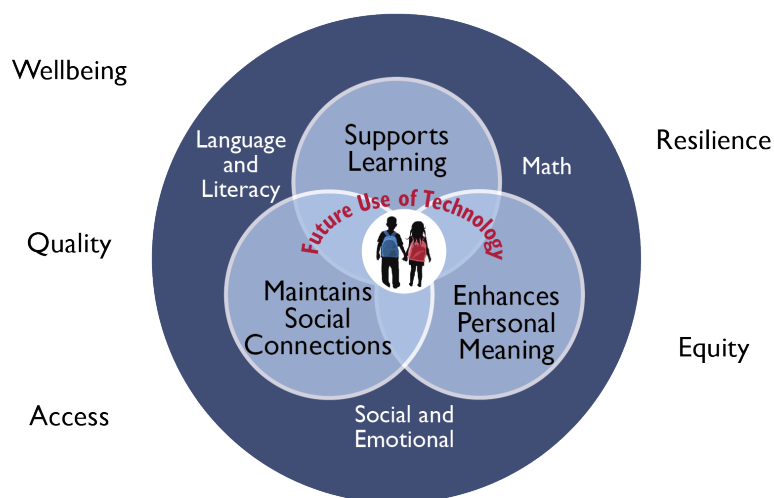 Wellbeing
Supports
Learning
Language
and
Literacy
Math
Resilience
Future Use of Technology
Quality
Maintains
Social
Connections
Enhances
Personal
Meaning
Equity
Access
Social and
Emotional